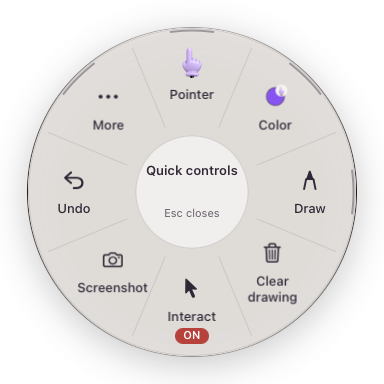 Pointer
More
Color
Quick controls
Undo
Draw
Esc closes
Screenshot
Clear
drawing
Interact
ON